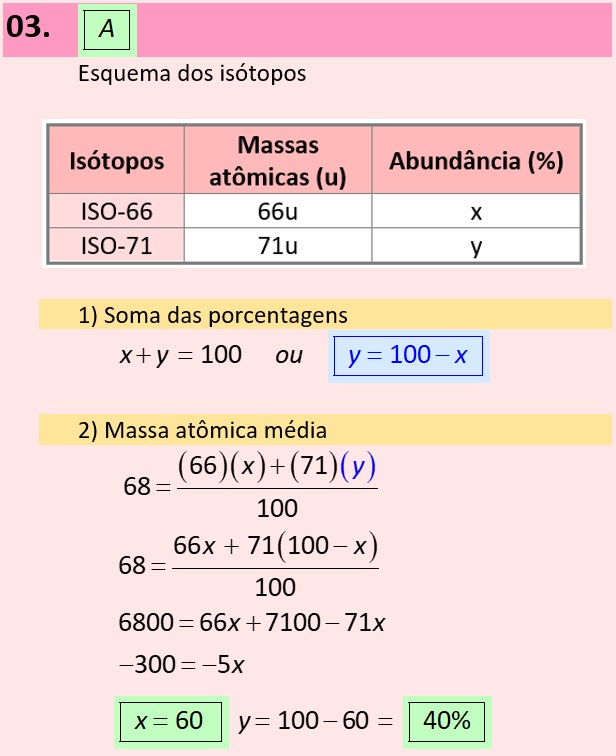 03. A
Esquema dos isótopos
Isótopos Massas atômicas (u) Abundância (%)
ISO-66 66u x
ISO-71 71u y
1) Soma das porcentagens
x + y = 100 ou y = 100 − x
2) Massa atômica média
68 = (66)(x) + (71)(y) / 100
68 = 66x + 71(100 − x) / 100
6800 = 66x + 7100 − 71x
−300 = −5x
x = 60 y = 100 − 60 = 40%